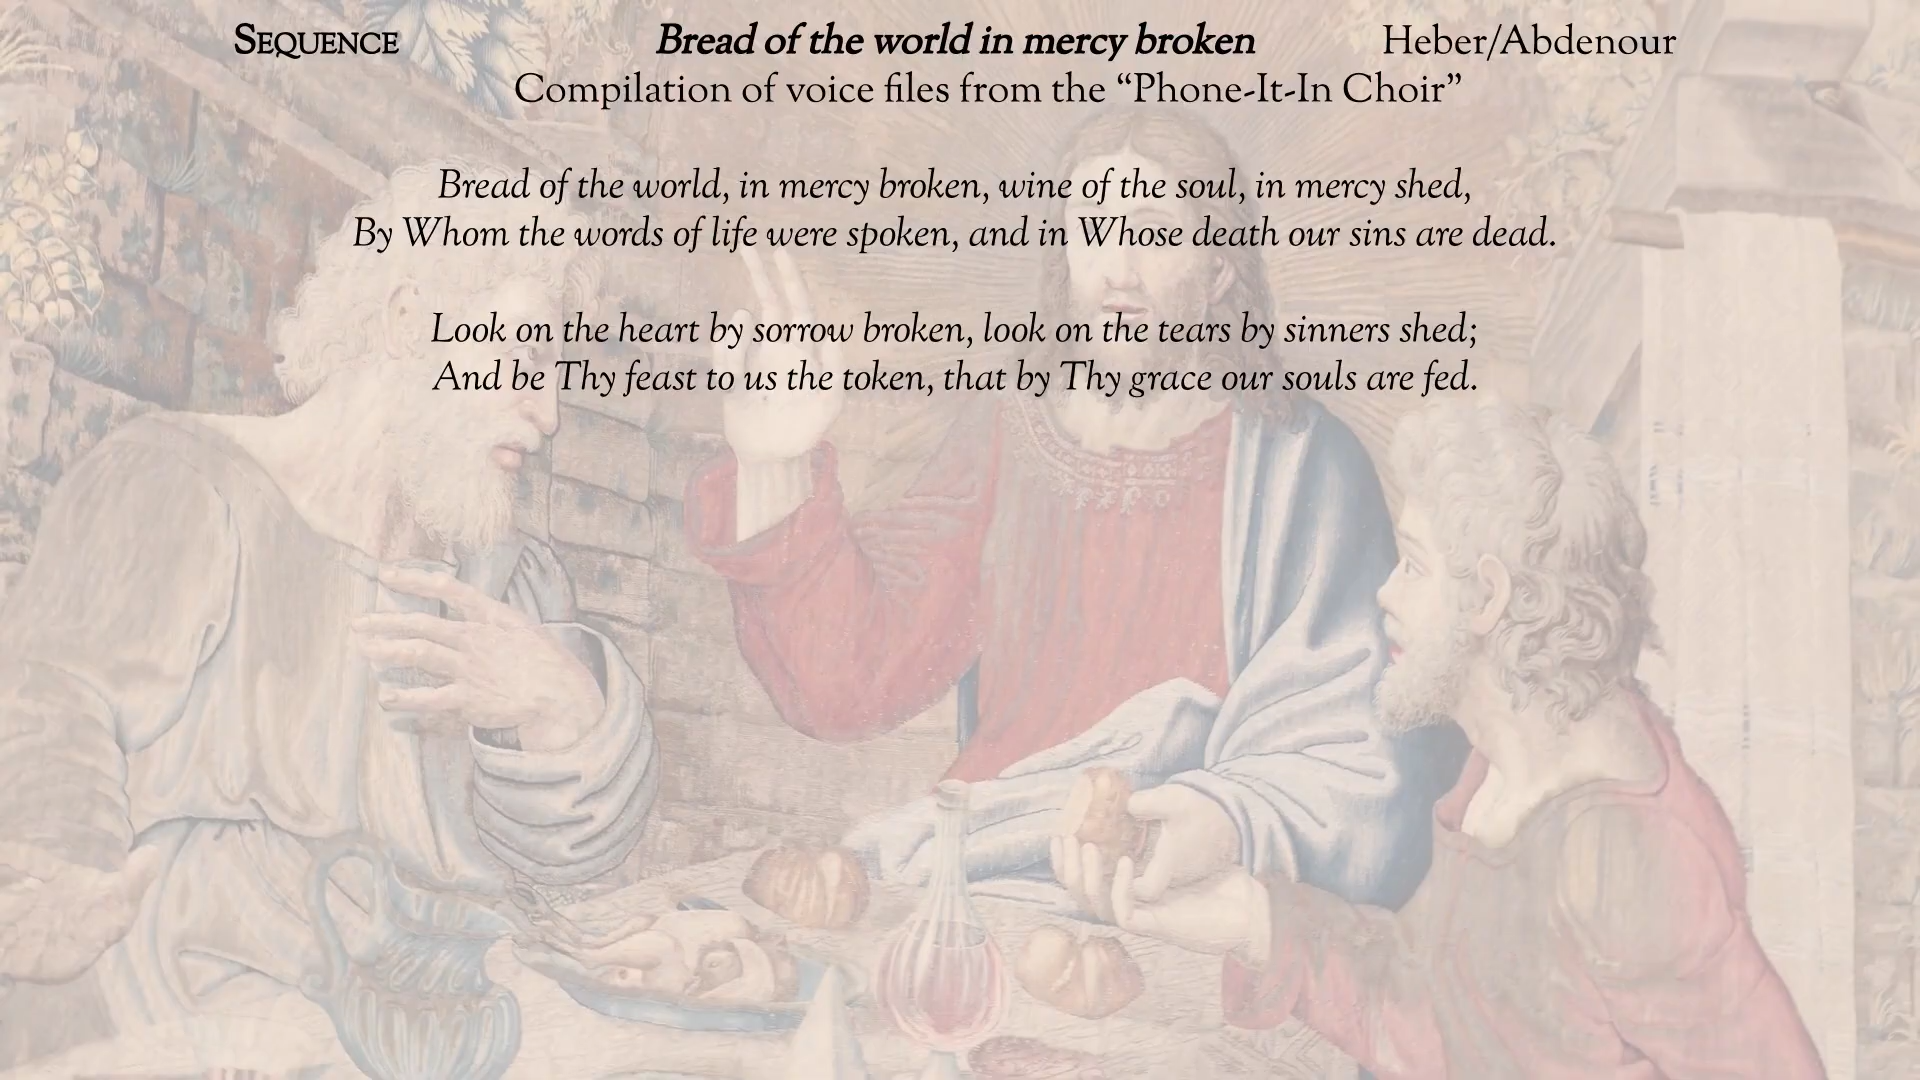 SEQUENCE Bread of the world in mercy broken Heber/Abdenour
Compilation of voice files from the “Phone-It-In Choir”
Bread of the world, in mercy broken, wine of the soul, in mercy shed,
By Whom the words of life were spoken, and in Whose death our sins are dead.
Look on the heart by sorrow broken, look on the tears by sinners shed;
And be Thy feast to us the token, that by Thy grace our souls are fed.